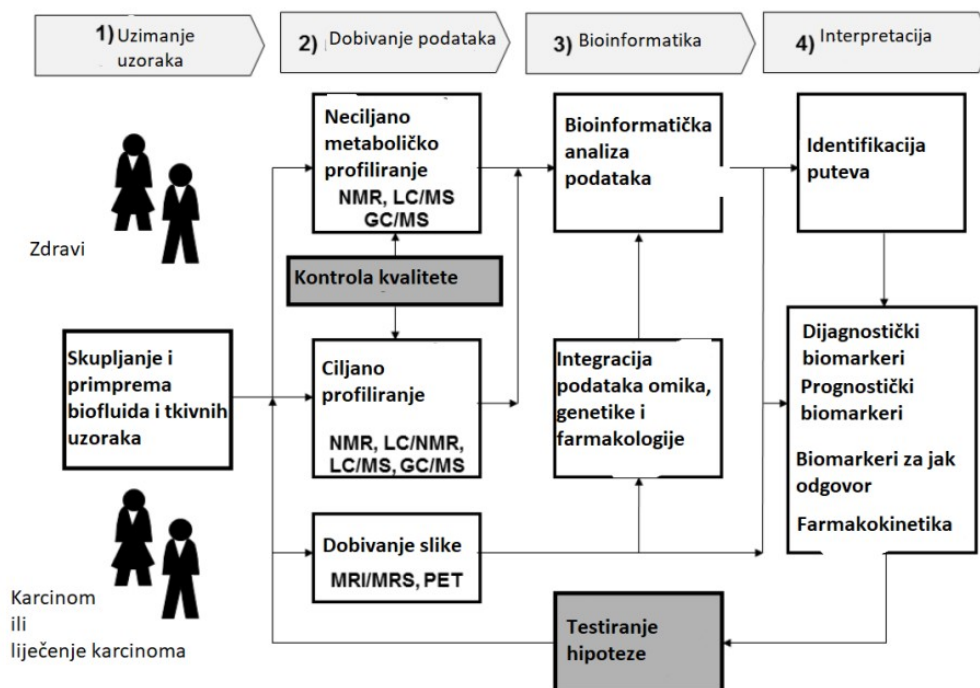 1) Uzimanje
uzoraka
2) Dobivanje podataka
3) Bioinformatika
4) Interpretacija
Neciljano
metaboličko
profiliranje
NMR, LC/MS
GC/MS
Bioinformatička
analiza
podataka
Identifikacija
puteva
Zdravi
Kontrola kvalitete
Skupljanje i
primprema
biofluida i tkivnih
uzoraka
Ciljano
profiliranje
NMR, LC/NMR,
LC/MS, GC/MS
Integracija
podataka omika,
genetike i
farmakologije
Dijagnostički
biomarkeri
Prognostički
biomarkeri
Biomarkeri za jak
odgovor
Farmakokinetika
Dobivanje slike
MRI/MRS, PET
Karcinom
ili
liječenje karcinoma
Testiranje
hipoteze